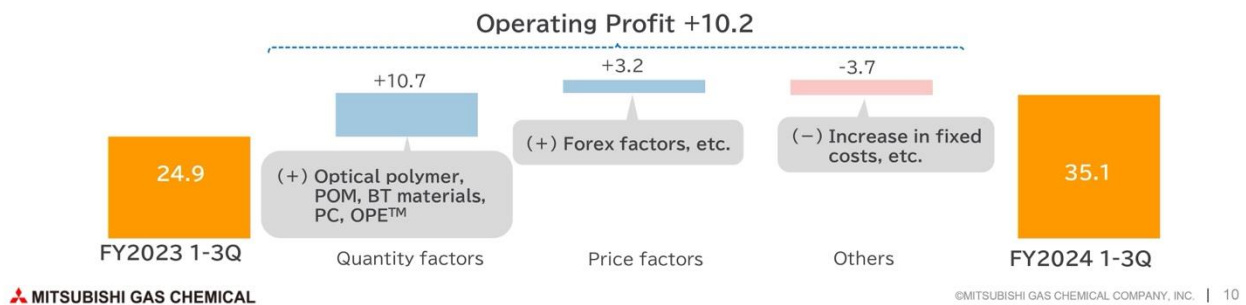 Operating Profit +10.2
+10.7
+3.2
-3.7
24.9
(+) Optical polymer,
POM, BT materials,
PC, OPE™
(+) Forex factors, etc.
(−) Increase in fixed
costs, etc.
35.1
FY2023 1-3Q
Quantity factors
Price factors
Others
FY2024 1-3Q
MITSUBISHI GAS CHEMICAL
©MITSUBISHI GAS CHEMICAL COMPANY, INC. | 10